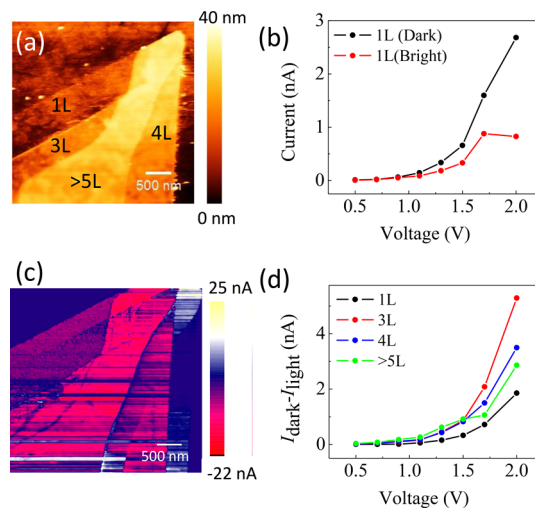 (a)
40 nm
1L
3L
4L
>5L
500 nm
0 nm
(b)
1L (Dark)
1L(Bright)
Current (nA)
3
2
1
0
0.5 1.0 1.5 2.0
Voltage (V)
(c)
25 nA
500 nm
-22 nA
(d)
1L
3L
4L
>5L
Idark-Ilight (nA)
4
2
0
0.5 1.0 1.5 2.0
Voltage (V)